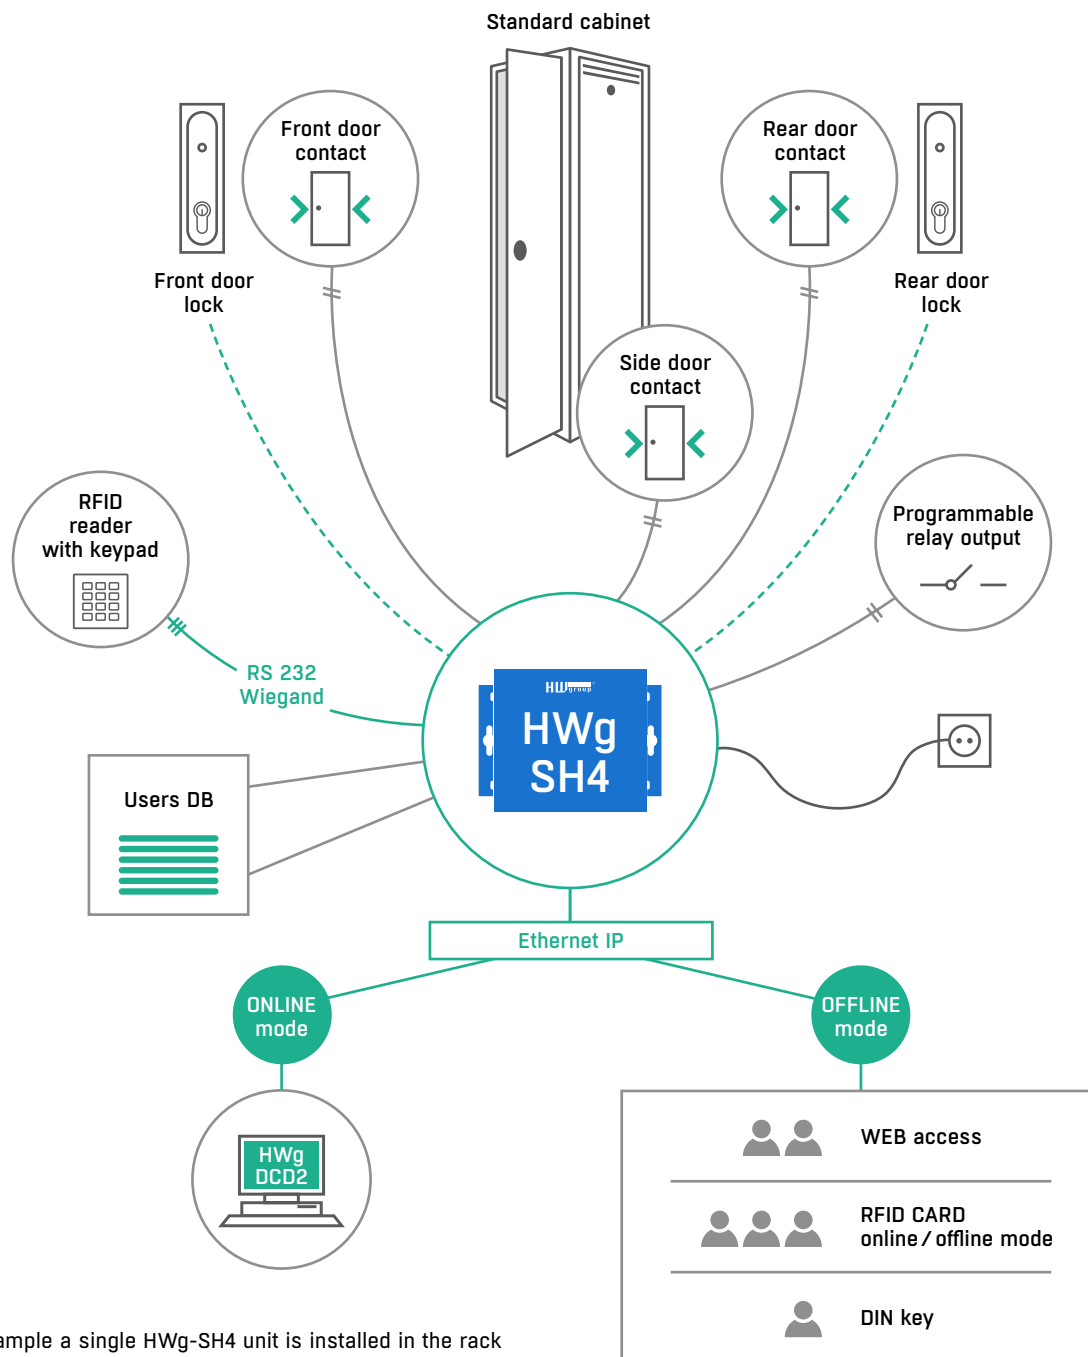 Standard cabinet
Front door
contact
Rear door
contact
Front door
lock
Rear door
lock
Side door
contact
RFID
reader
with keypad
Programmable
relay output
RS 232
Wiegand
HW group
HWg
SH4
Users DB
Ethernet IP
ONLINE
mode
OFFLINE
mode
HWg
DCD2
WEB access
RFID CARD
online / offline mode
DIN key
a single HWg-SH4 unit is installed in the rack